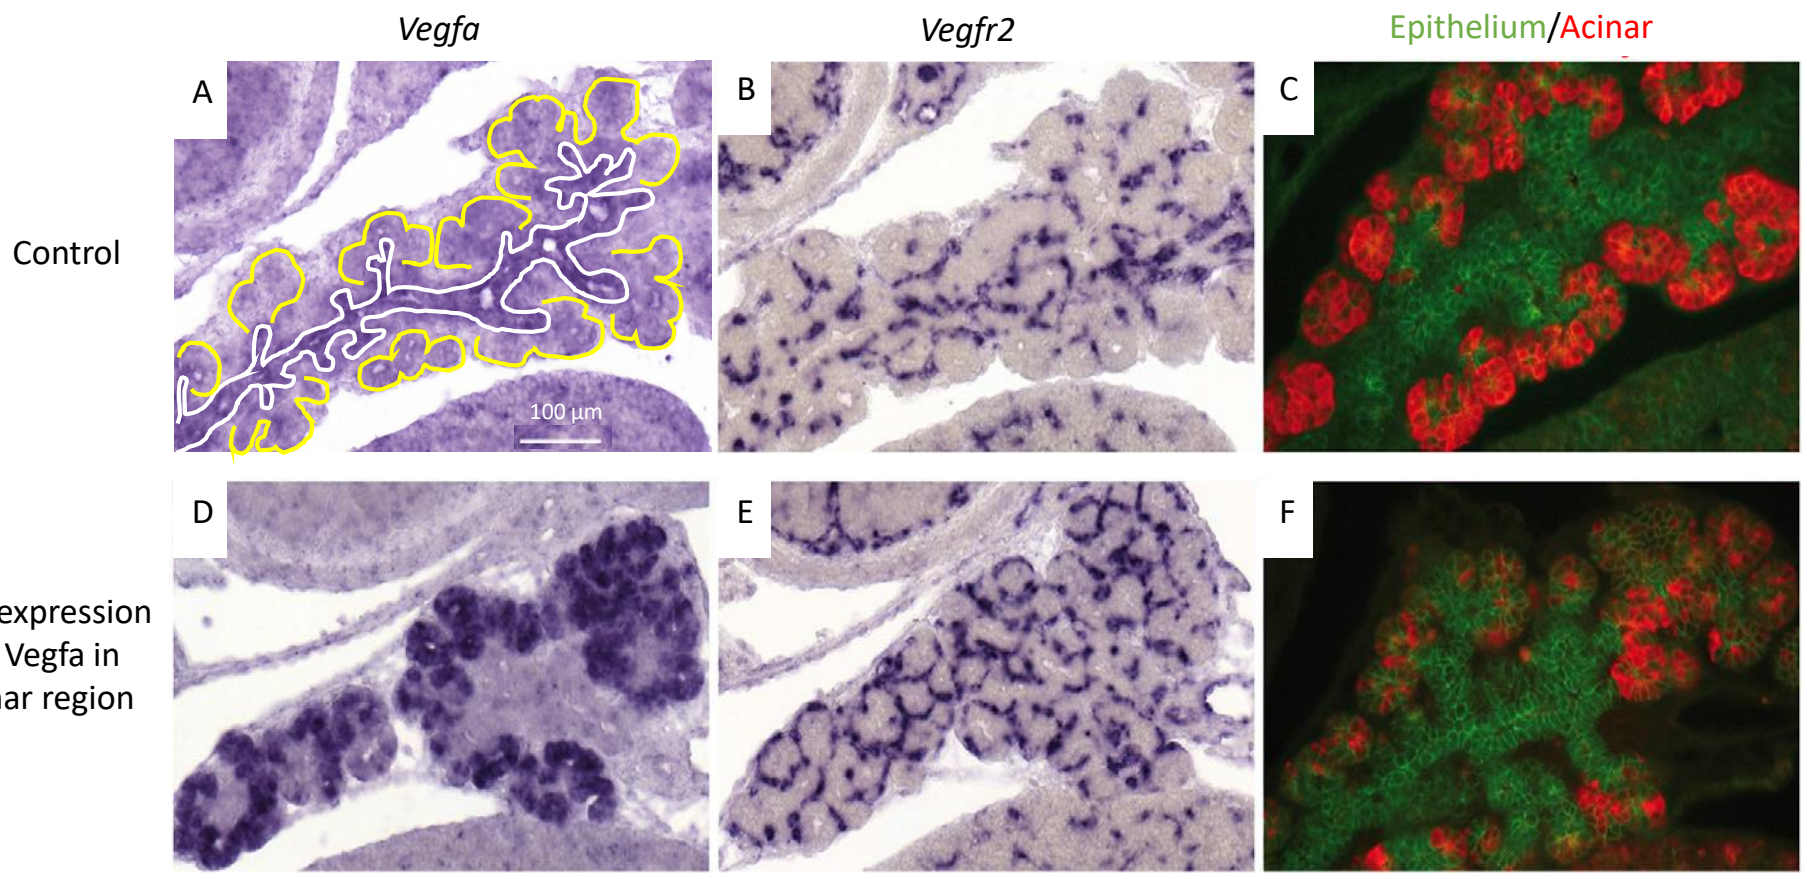 Vegfa
Vegfr2
Epithelium/Acinar
Control
A
B
C
100 µm
D
E
F
expression
Vegfa in
ar region